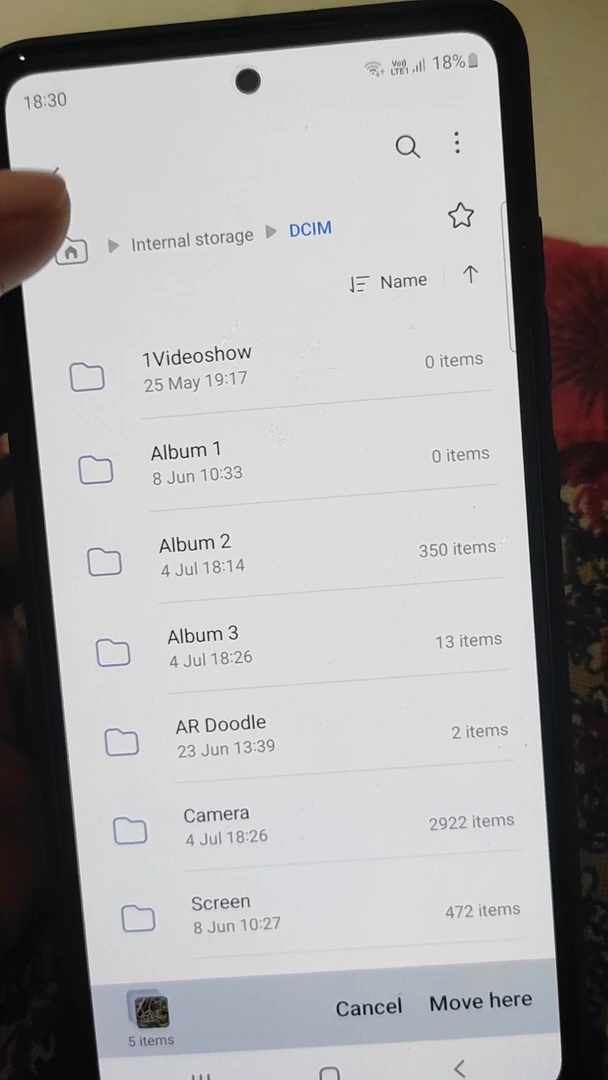 18:30
Vo))
LTE1
18%
Internal storage
DCIM
Name
1Videoshow
25 May 19:17
0 items
Album 1
8 Jun 10:33
0 items
Album 2
4 Jul 18:14
350 items
Album 3
4 Jul 18:26
13 items
AR Doodle
23 Jun 13:39
2 items
Camera
4 Jul 18:26
2922 items
Screen
8 Jun 10:27
472 items
5 items
Cancel
Move here